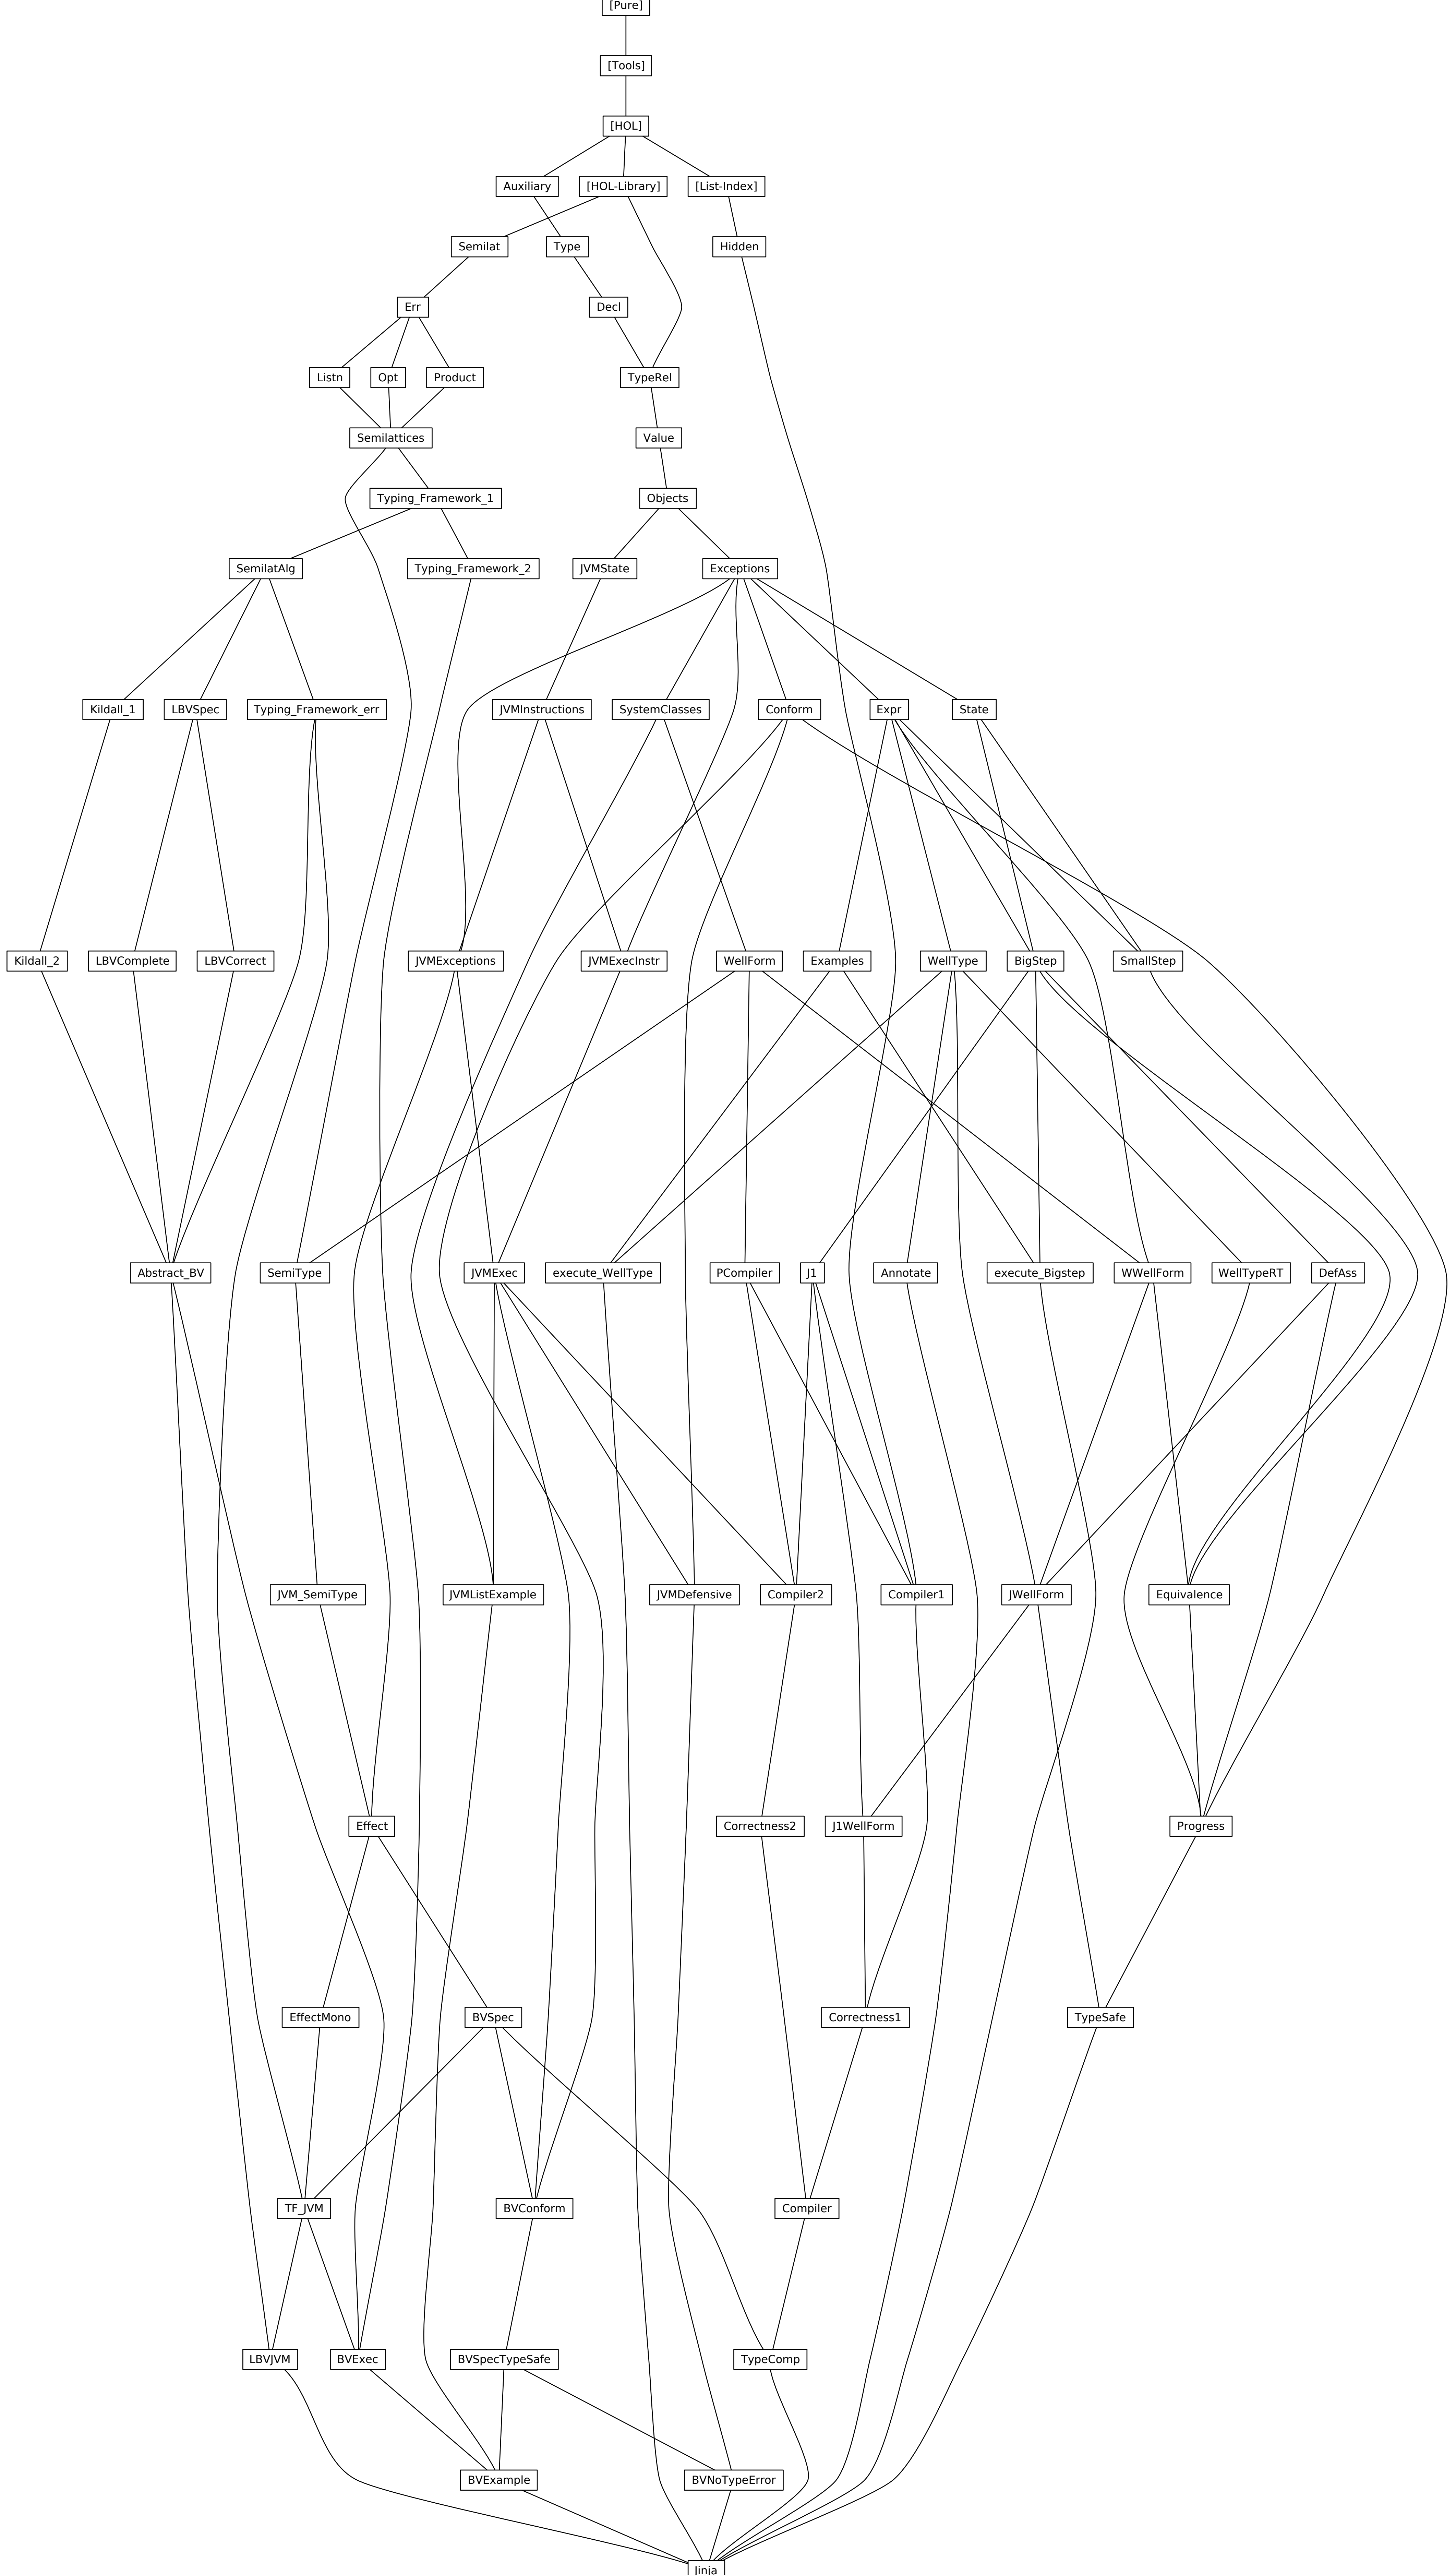 [Pure]
[Tools]
[HOL]
Auxiliary
[HOL-Library]
[List-Index]
Semilat
Type
Hidden
Err
Decl
Listn
Opt
Product
TypeRel
Semilattices
Value
Typing_Framework_1
Objects
SemilatAlg
Typing_Framework_2
JVMState
Exceptions
Kildall_1
LBVSpec
Typing_Framework_err
JVMInstructions
SystemClasses
Conform
Expr
State
Kildall_2
LBVComplete
LBVCorrect
JVMExceptions
JVMExecInstr
WellForm
Examples
WellType
BigStep
SmallStep
Abstract_BV
SemiType
JVMExec
execute_WellType
PCompiler
J1
Annotate
execute_Bigstep
WWellForm
WellTypeRT
DefAss
JVM_SemiType
JVMListExample
JVMDefensive
Compiler2
Compiler1
JWellForm
Equivalence
Effect
Correctness2
J1WellForm
Progress
EffectMono
BVSpec
Correctness1
TypeSafe
TF_JVM
BVConform
Compiler
LBVJVM
BVExec
BVSpecTypeSafe
TypeComp
BVExample
BVNoTypeError
Jinja